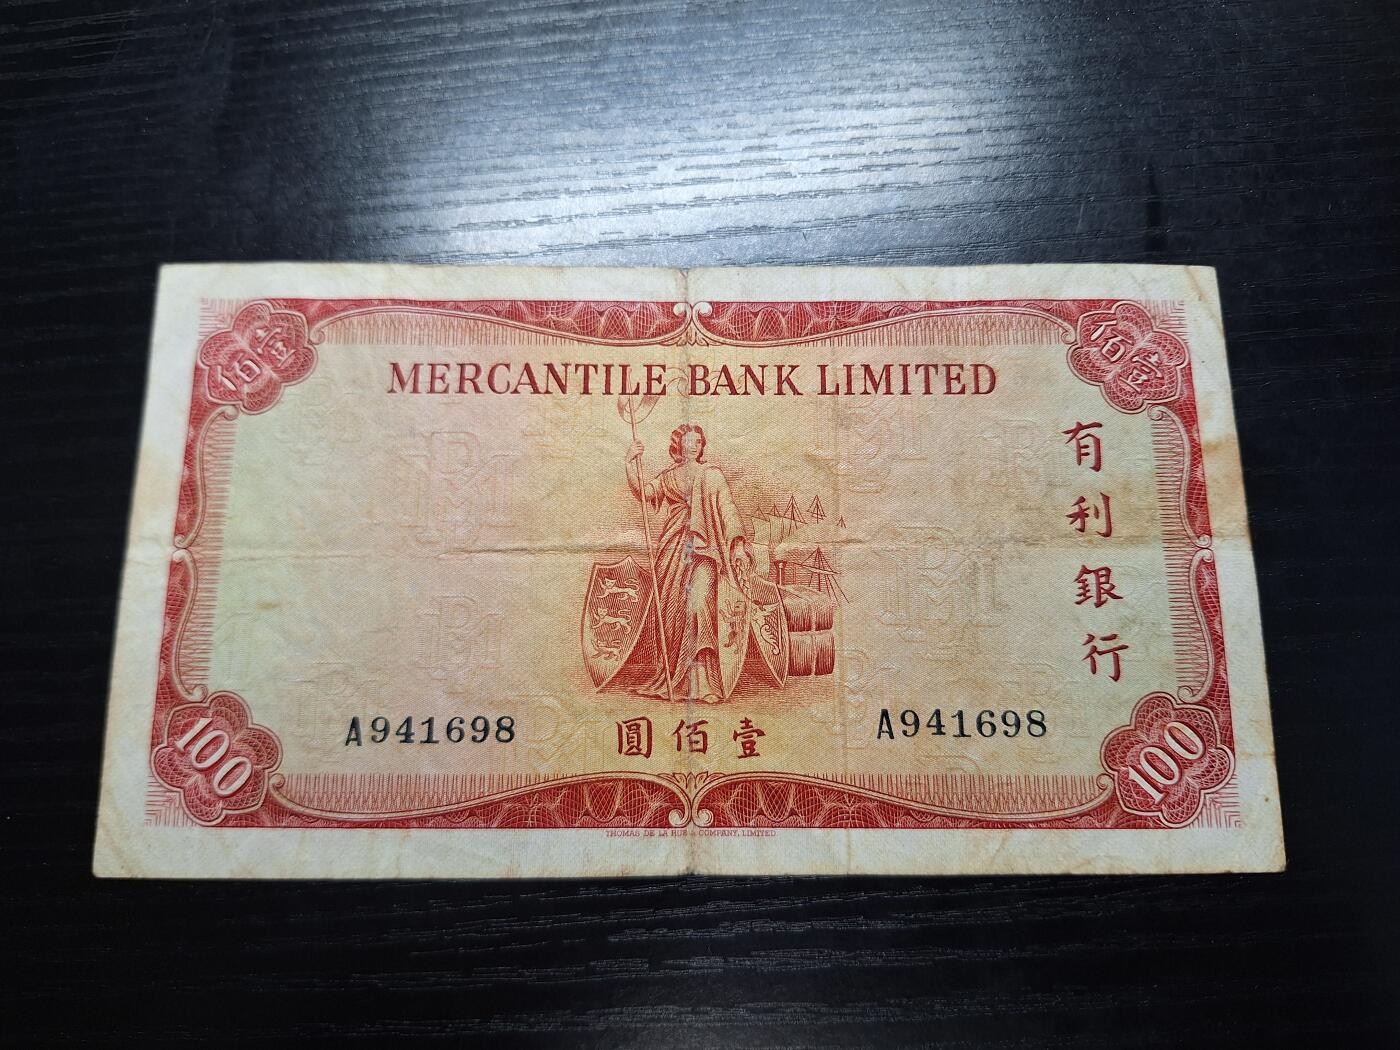 佰壹
佰壹
MERCANTILE BANK LIMITED
有利銀行
A941698
圓佰壹
A941698
100
100
THOMAS DE LA RUE & COMPANY, LIMITED.